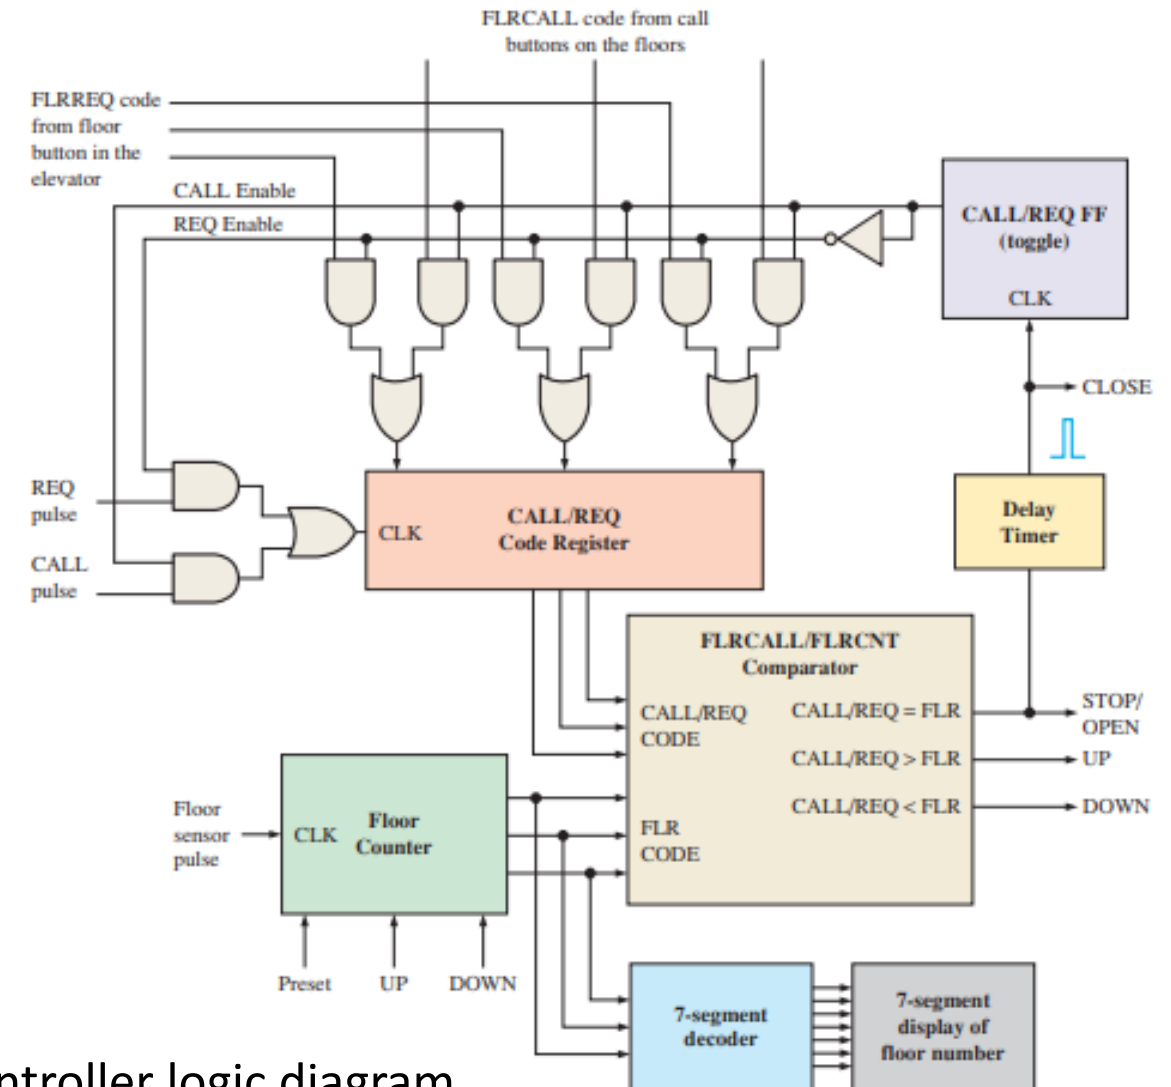 FLRCALL code from call
buttons on the floors
FLRREQ code
from floor
button in the
elevator
CALL Enable
REQ Enable
CALL/REQ FF
(toggle)
CLK
CLOSE
REQ
pulse
CALL
pulse
CLK
CALL/REQ
Code Register
Delay
Timer
FLRCALL/FLRCNT
Comparator
CALL/REQ
CODE
CALL/REQ = FLR
CALL/REQ > FLR
CALL/REQ < FLR
STOP/
OPEN
UP
DOWN
Floor
sensor
pulse
CLK
Floor
Counter
FLR
CODE
Preset
UP
DOWN
7-segment
decoder
7-segment
display of
floor number
ntroller logic diagram